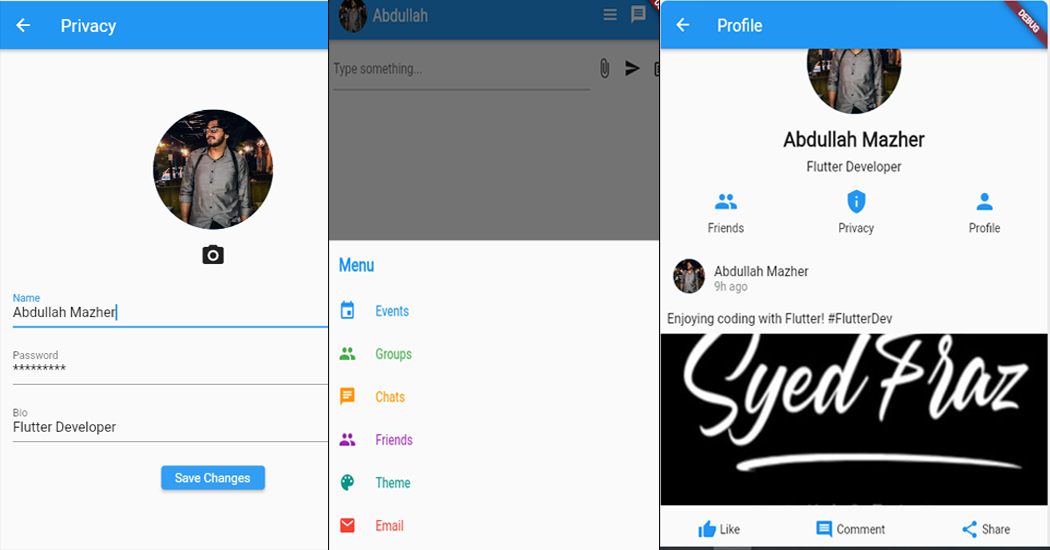 Privacy
Name
Abdullah Mazher
Password
*********
Bio
Flutter Developer
Save Changes
Abdullah
Type something...
Menu
Events
Groups
Chats
Friends
Theme
Email
Profile
DEBUG
Abdullah Mazher
Flutter Developer
Friends
Privacy
Profile
Abdullah Mazher
9h ago
Enjoying coding with Flutter! #FlutterDev
Syed Fraz
Like
Comment
Share